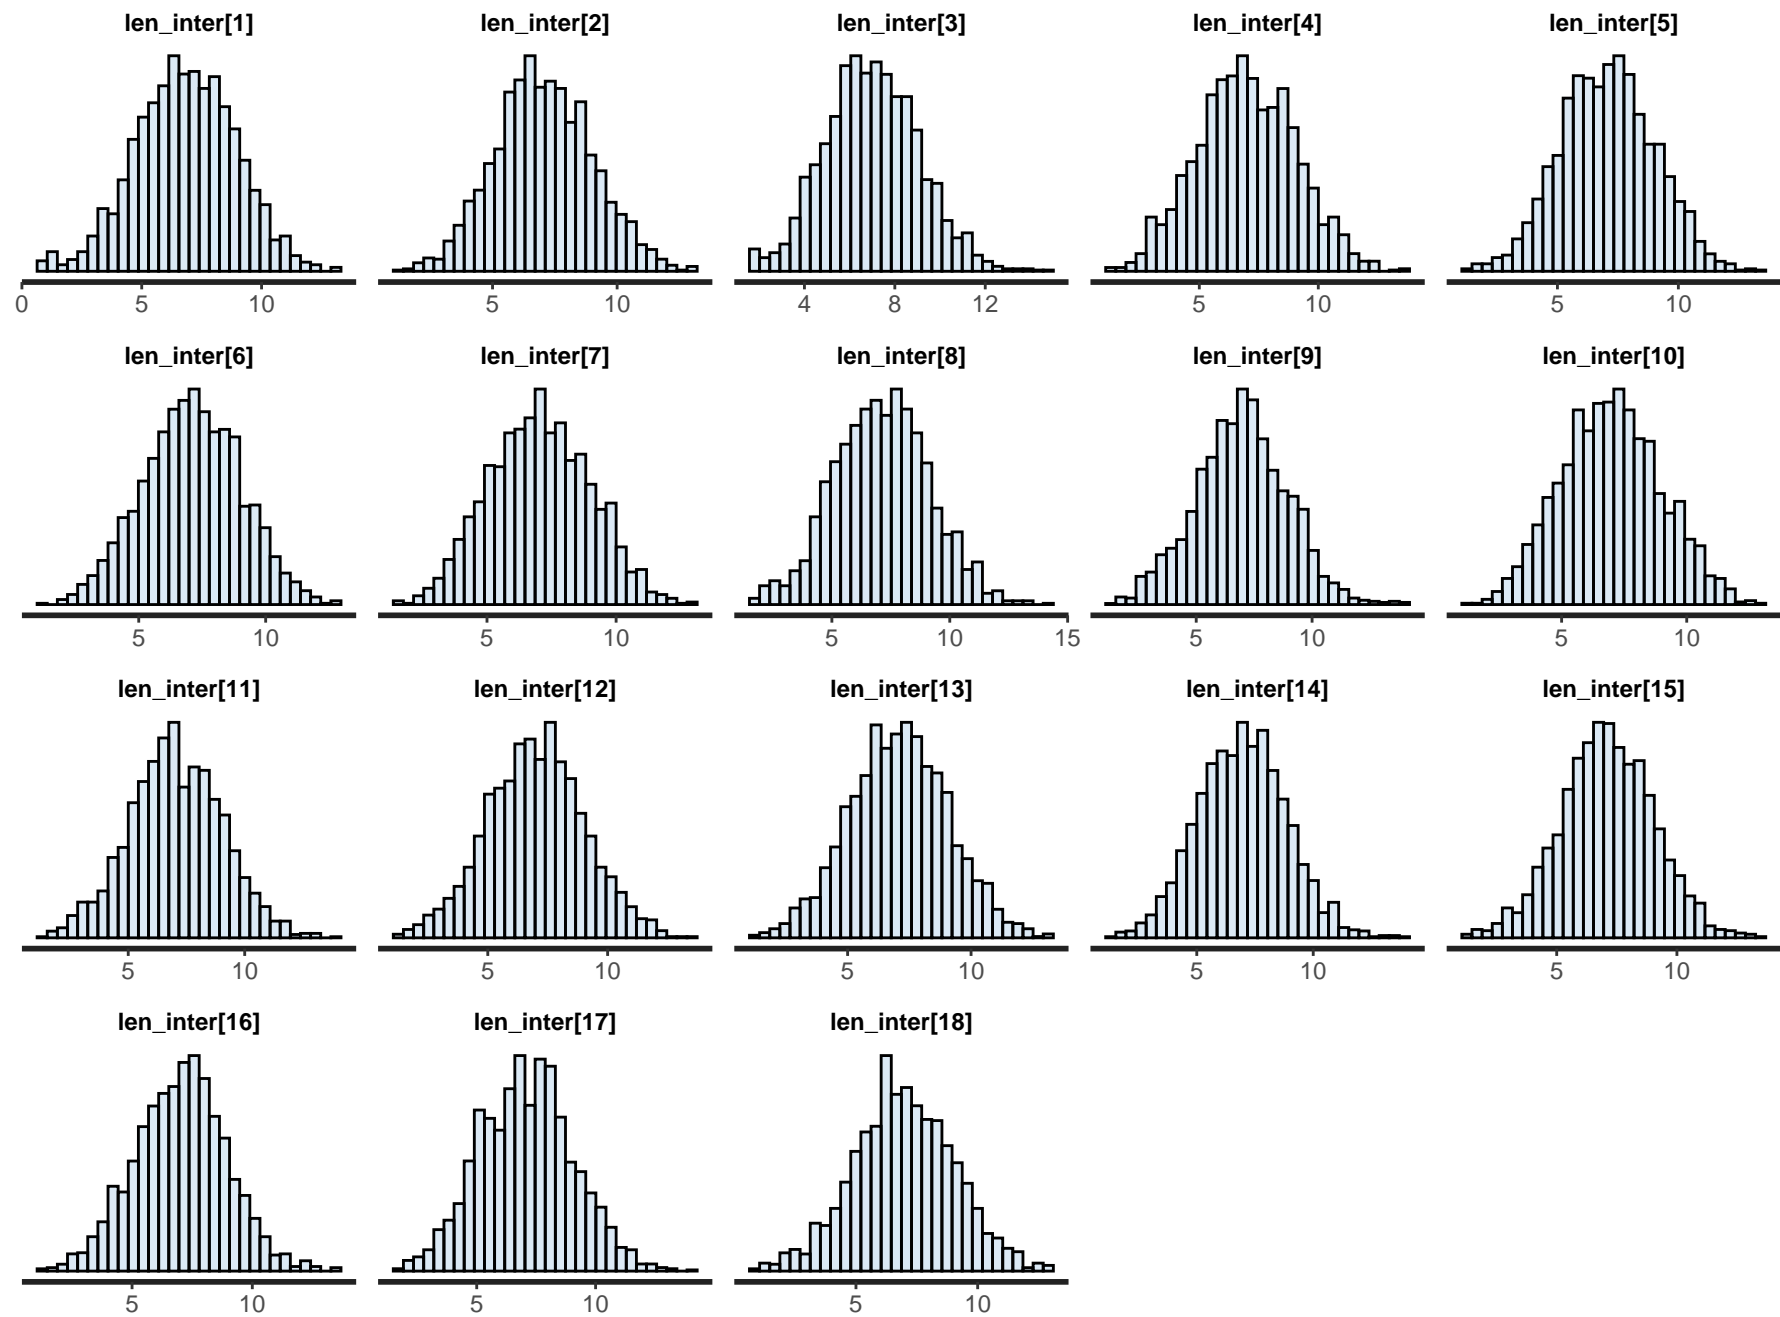 len_inter[1] len_inter[2] len_inter[3] len_inter[4] len_inter[5]
0 5 10 5 10 4 8 12 5 10 5 10
len_inter[6] len_inter[7] len_inter[8] len_inter[9] len_inter[10]
5 10 5 10 5 10 15 5 10 5 10
len_inter[11] len_inter[12] len_inter[13] len_inter[14] len_inter[15]
5 10 5 10 5 10 5 10 5 10
len_inter[16] len_inter[17] len_inter[18]
5 10 5 10 5 10